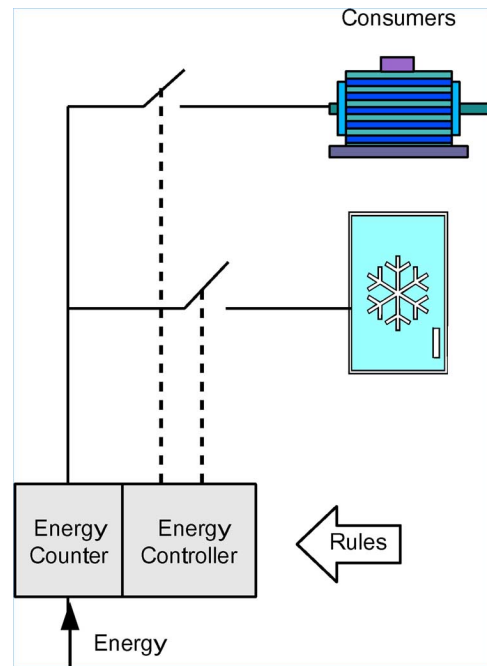 Consumers
Energy
Counter
Energy
Controller
Rules
Energy